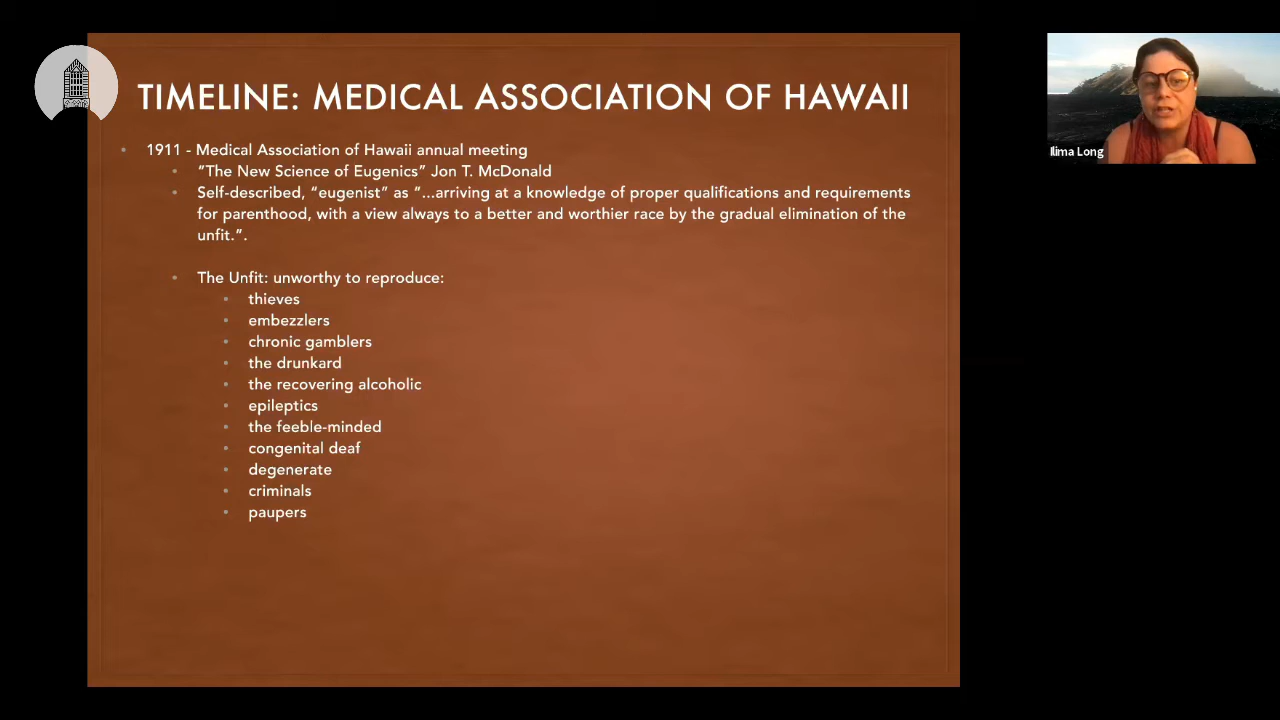 TIMELINE: MEDICAL ASSOCIATION OF HAWAII
1911 - Medical Association of Hawaii annual meeting
“The New Science of Eugenics” Jon T. McDonald
Self-described, “eugenist” as “...arriving at a knowledge of proper qualifications and requirements
for parenthood, with a view always to a better and worthier race by the gradual elimination of the
unfit.”.
The Unfit: unworthy to reproduce:
thieves
embezzlers
chronic gamblers
the drunkard
the recovering alcoholic
epileptics
the feeble-minded
congenital deaf
degenerate
criminals
paupers
Ilima Long